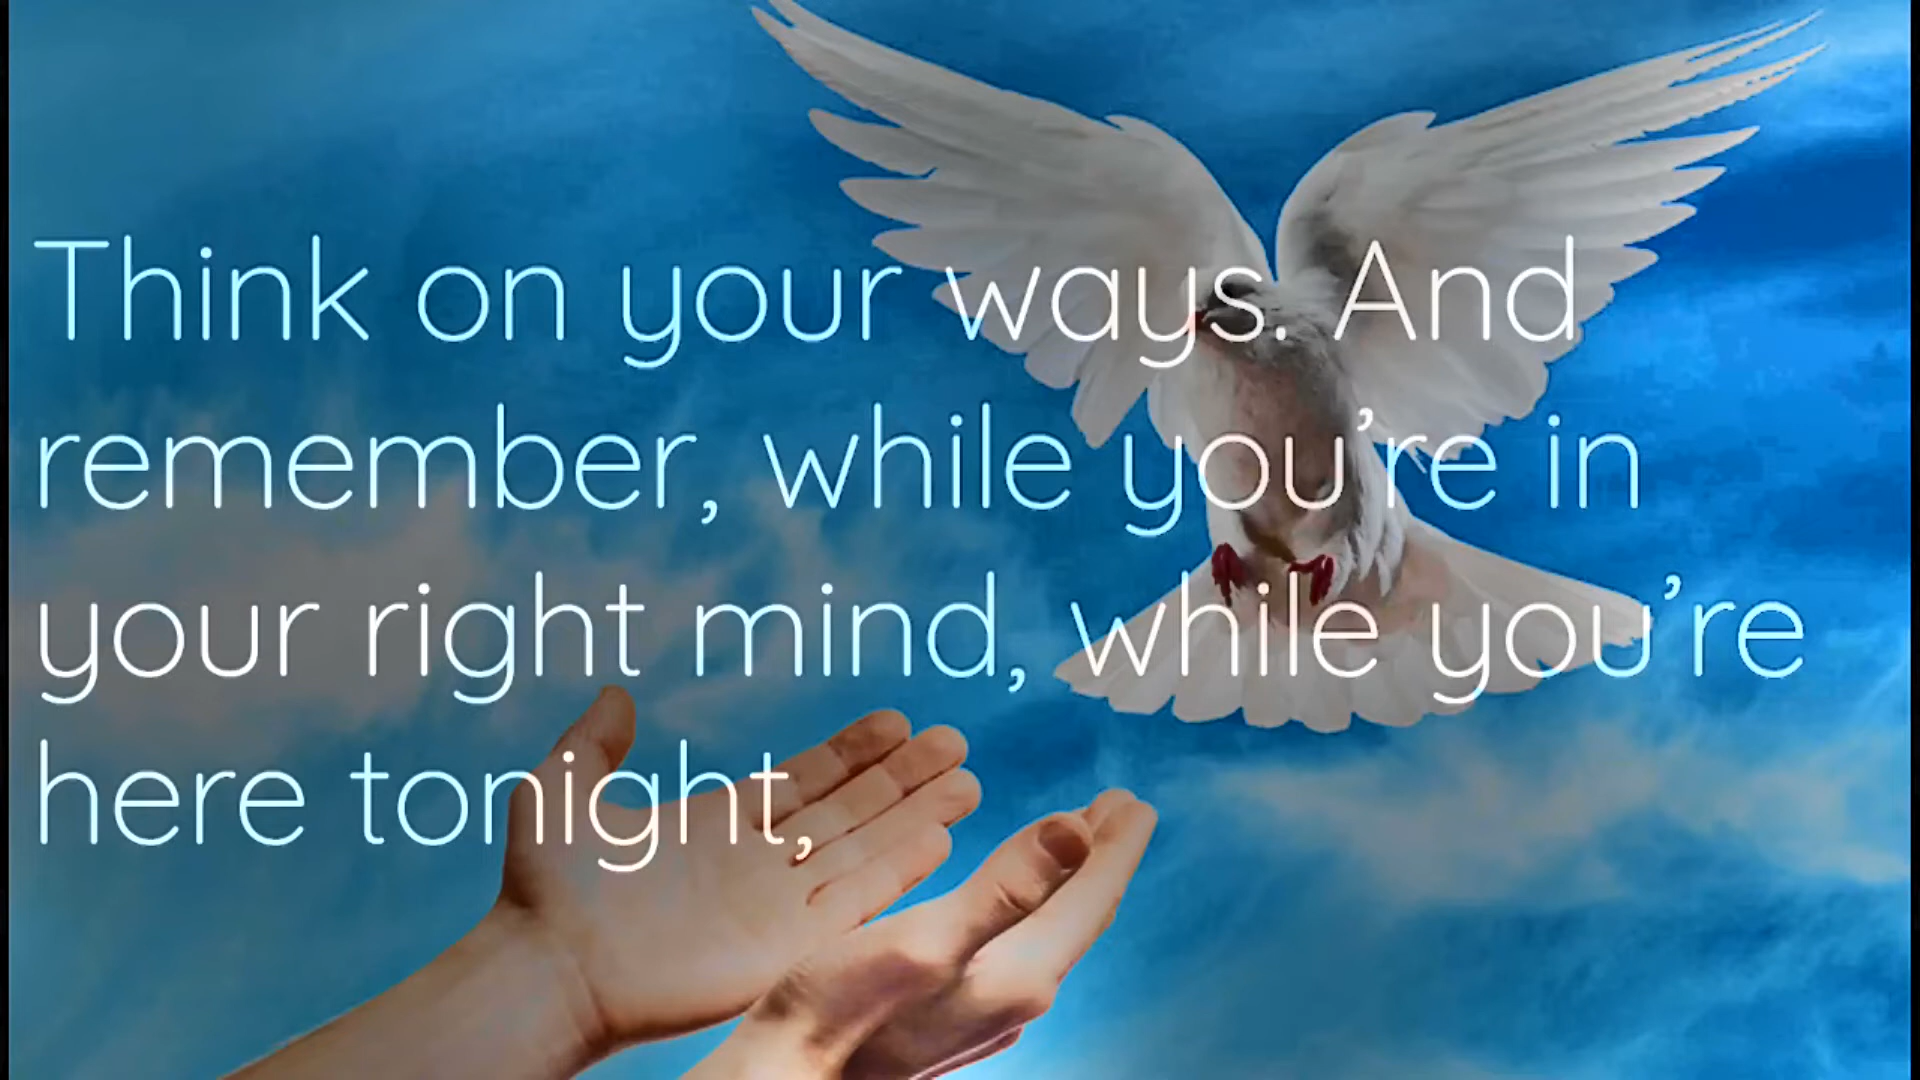 Think on your ways. And
remember, while you’re in
your right mind, while you’re
here tonight,